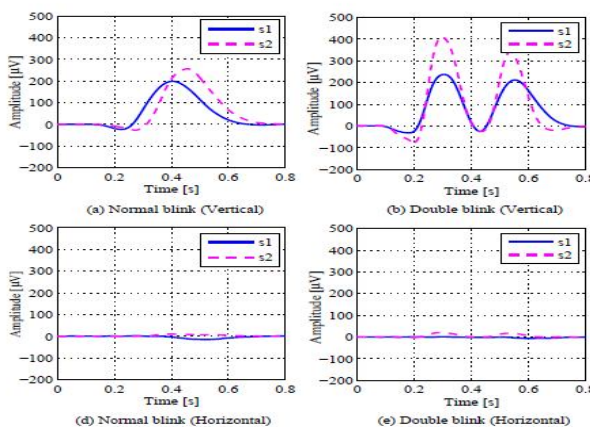 500
400
300
200
100
0
−100
−200
Amplitude [µV]
s1
s2
0
0.2
0.4
0.6
0.8
Time [s]
(a) Normal blink (Vertical)
500
400
300
200
100
0
−100
−200
Amplitude [µV]
s1
s2
0
0.2
0.4
0.6
0.8
Time [s]
(b) Double blink (Vertical)
500
400
300
200
100
0
−100
−200
Amplitude [µV]
s1
s2
0
0.2
0.4
0.6
0.8
Time [s]
(d) Normal blink (Horizontal)
500
400
300
200
100
0
−100
−200
Amplitude [µV]
s1
s2
0
0.2
0.4
0.6
0.8
Time [s]
(e) Double blink (Horizontal)